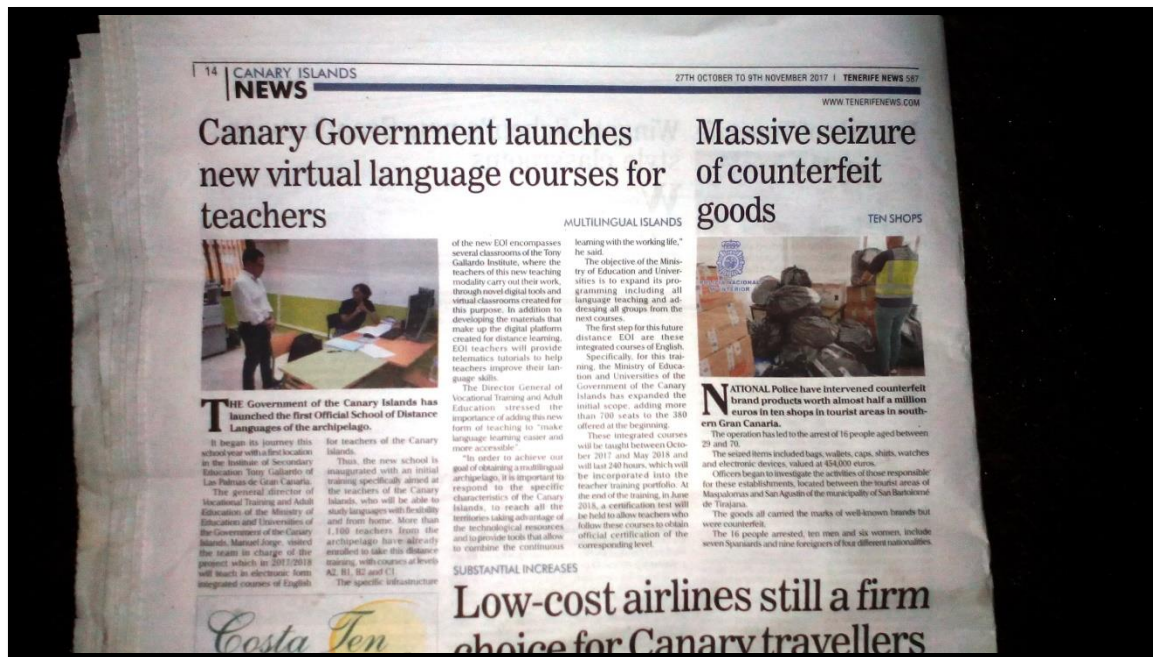 14
CANARY ISLANDS
NEWS
27TH OCTOBER TO 9TH NOVEMBER 2017 | TENERIFE NEWS 587
WWW.TENERIFENEWS.COM
Canary Government launches
new virtual language courses for
teachers
MULTILINGUAL ISLANDS
THE Government of the Canary Islands has
launched the first Official School of Distance
Languages of the archipelago.
It began its journey this
school year with a first location
in the Institute of Secondary
Education Tony Gallardo of
Las Palmas de Gran Canaria.
The general director of
Vocational Training and Adult
Education of the Ministry of
Education and Universities of
the Government of the Canary
Islands, Manuel Jorge, visited
the team in charge of the
project which in 2017/2018
will teach in electronic form
integrated courses of English
for teachers of the Canary
Islands.
Thus, the new school is
inaugurated with an initial
training specifically aimed at
the teachers of the Canary
Islands, who will be able to
study languages with flexibility
and from home. More than
1,100 teachers from the
archipelago have already
enrolled to take this distance
training, with courses at levels
A2, B1, B2 and C1.
The specific infrastructure
of the new EOI encompasses
several classrooms of the Tony
Gallardo Institute, where the
teachers of this new teaching
modality carry out their work,
through novel digital tools and
virtual classrooms created for
this purpose. In addition to
developing the materials that
make up the digital platform
created for distance learning,
EOI teachers will provide
telematics tutorials to help
teachers improve their lan-
guage skills.
The Director General of
Vocational Training and Adult
Education stressed the
importance of adding this new
form of teaching to "make
language learning easier and
more accessible"
"In order to achieve our
goal of obtaining a multilingual
archipelago, it is important to
respond to the specific
characteristics of the Canary
Islands, to reach all the
territories taking advantage of
the technological resources
and to provide tools that allow
to combine the continuous
learning with the working life,"
he said.
The objective of the Minis-
try of Education and Univer-
sities is to expand its pro-
gramming including all
language teaching and ad-
dressing all groups from the
next courses.
The first step for this future
distance EOI are these
integrated courses of English.
Specifically, for this trai-
ning, the Ministry of Educa-
tion and Universities of the
Government of the Canary
Islands has expanded the
initial scope, adding more
than 700 seats to the 380
offered at the beginning.
These integrated courses
will be taught between Octo-
ber 2017 and May 2018 and
will last 240 hours, which will
be incorporated into the
teacher training portfolio. At
the end of the training, in June
2018, a certification test will
be held to allow teachers who
follow these courses to obtain
official certification of the
corresponding level.
Massive seizure
of counterfeit
goods
TEN SHOPS
NATIONAL Police have intervened counterfeit
brand products worth almost half a million
euros in ten shops in tourist areas in south-
ern Gran Canaria.
The operation has led to the arrest of 16 people aged between
29 and 70.
The seized items included bags, wallets, caps, shirts, watches
and electronic devices, valued at 454,000 euros.
Officers began to investigate the activities of those responsible
for these establishments, located between the tourist areas of
Maspalomas and San Agustín of the municipality of San Bartolomé
de Tirajana.
The goods all carried the marks of well-known brands but
were counterfeit.
The 16 people arrested, ten men and six women, include
seven Spaniards and nine foreigners of four different nationalities.
SUBSTANTIAL INCREASES
Low-cost airlines still a firm
choice for Canary travellers
Costa Ten